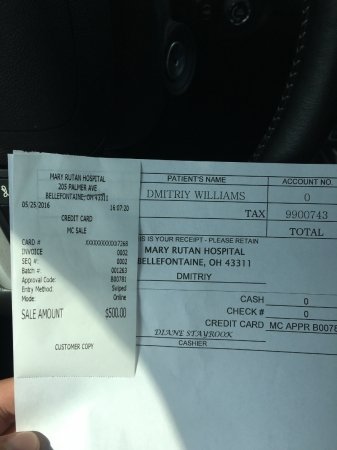 MARY RUTAN HOSPITAL
205 PALMER AVE
BELLEFONTAINE, OH 43311
05/25/2016 16:07:20
CREDIT CARD
MC SALE
CARD # XXXXXXXXXXXX7268
INVOICE 0002
SEQ #: 0002
Batch #: 001263
Approval Code: B00781
Entry Method: Swiped
Mode: Online
SALE AMOUNT $500.00
CUSTOMER COPY
PATIENT'S NAME ACCOUNT NO.
DMITRIY WILLIAMS 0
TAX 9900743
TOTAL
IS IS YOUR RECEIPT - PLEASE RETAIN
MARY RUTAN HOSPITAL
BELLEFONTAINE, OH 43311
DMITRIY
CASH 0
CHECK # 0
CREDIT CARD MC APPR B0078
DIANE STAYROOK
CASHIER